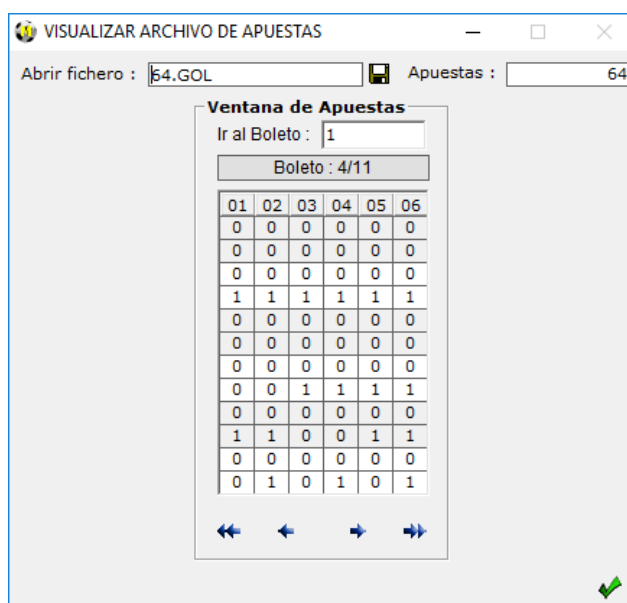 VISUALIZAR ARCHIVO DE APUESTAS
Abrir fichero : 64.GOL Apuestas : 64
Ventana de Apuestas
Ir al Boleto : 1
Boleto : 4/11
01 02 03 04 05 06
0 0 0 0 0 0
0 0 0 0 0 0
0 0 0 0 0 0
1 1 1 1 1 1
0 0 0 0 0 0
0 0 0 0 0 0
0 0 0 0 0 0
0 0 1 1 1 1
0 0 0 0 0 0
1 1 0 0 1 1
0 0 0 0 0 0
0 1 0 1 0 1